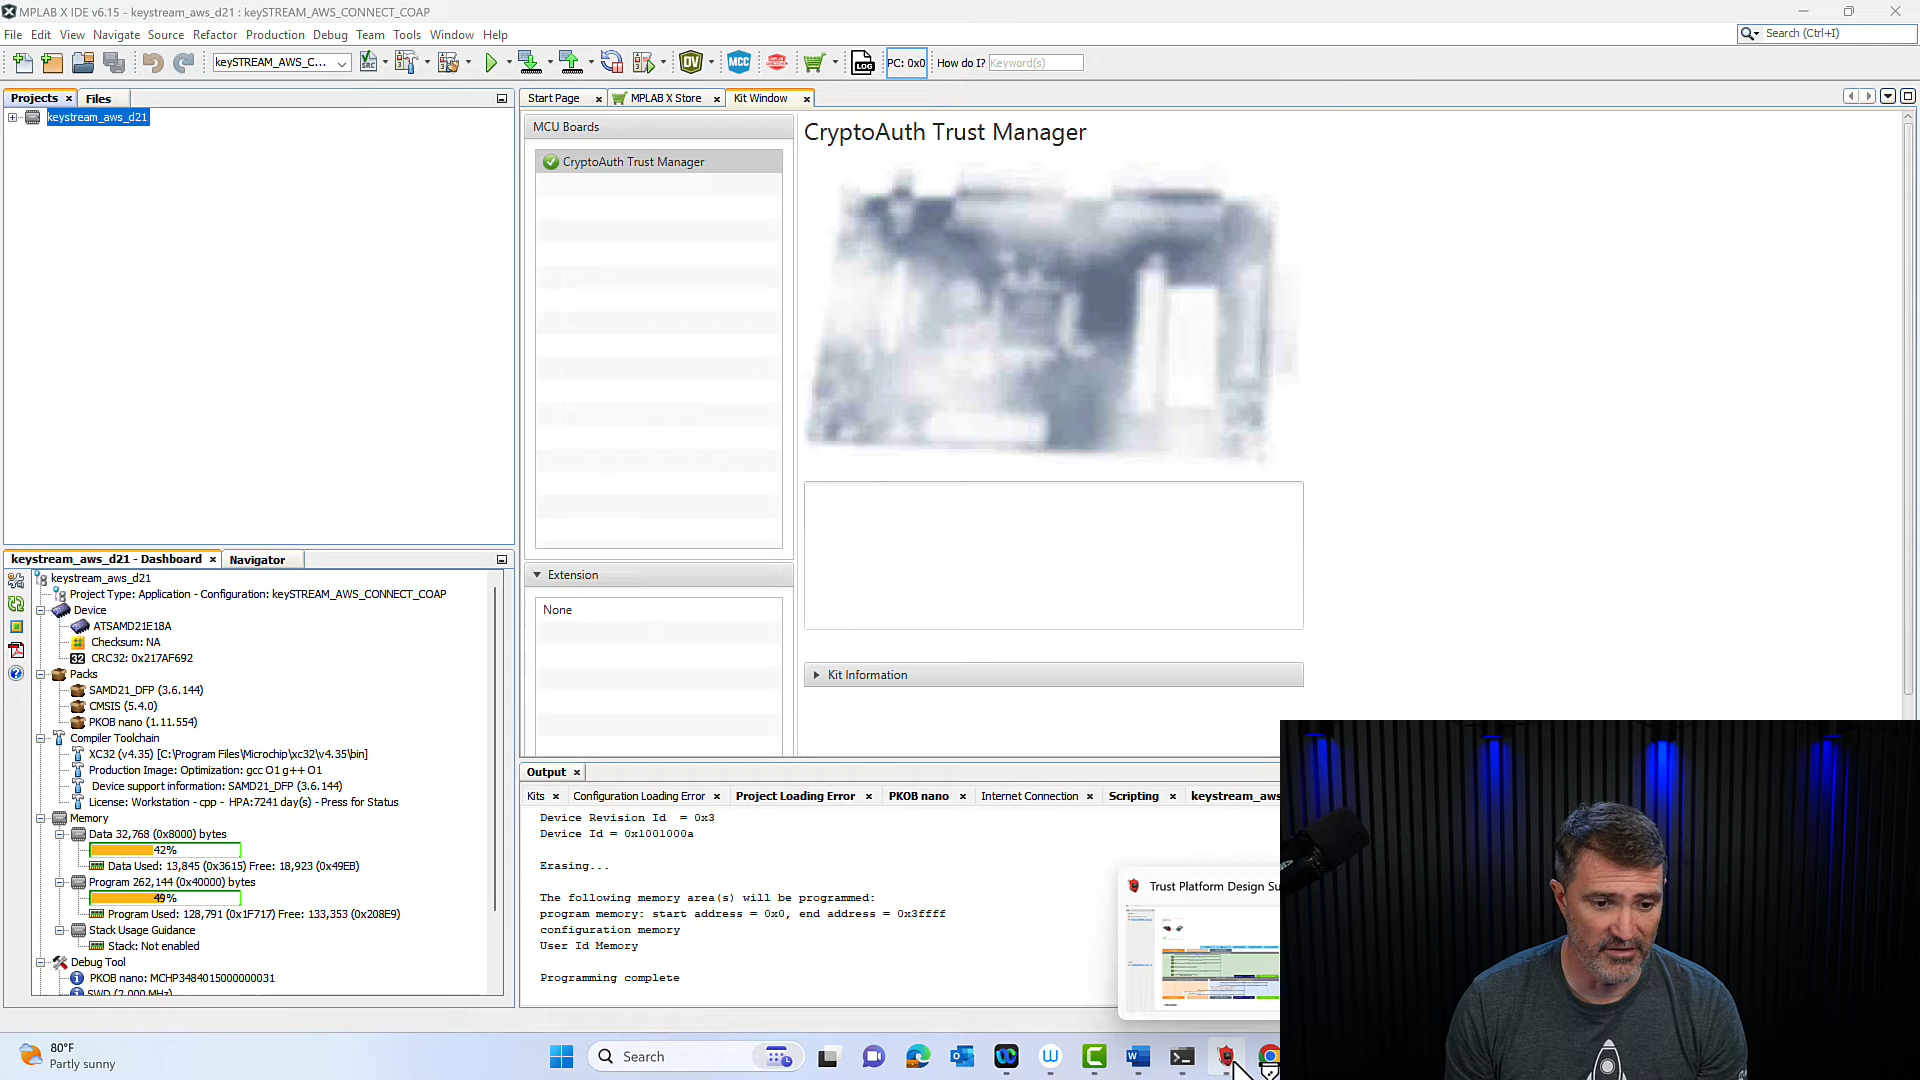 MPLAB X IDE v6.15 - keystream_aws_d21 : keySTREAM_AWS_CONNECT_COAP
File Edit View Navigate Source Refactor Production Debug Team Tools Window Help
Search (Ctrl+I)
keySTREAM_AWS_C...
DV
MCC
LOG
PC: 0x0
How do I? Keyword(s)
Projects
Files
Start Page
MPLAB X Store
Kit Window
keystream_aws_d21
MCU Boards
CryptoAuth Trust Manager
CryptoAuth Trust Manager
Extension
None
Kit Information
keystream_aws_d21 - Dashboard
Navigator
keystream_aws_d21
Project Type: Application - Configuration: keySTREAM_AWS_CONNECT_COAP
Device
ATSAMD21E18A
Checksum: NA
CRC32: 0x217AF692
Packs
SAMD21_DFP (3.6.144)
CMSIS (5.4.0)
PKOB nano (1.11.554)
Compiler Toolchain
XC32 (v4.35) [C:\Program Files\Microchip\xc32\v4.35\bin]
Production Image: Optimization: gcc O1 g++ O1
Device support information: SAMD21_DFP (3.6.144)
License: Workstation - cpp - HPA:7241 day(s) - Press for Status
Memory
Data 32,768 (0x8000) bytes
42%
Data Used: 13,845 (0x3615) Free: 18,923 (0x49EB)
Program 262,144 (0x40000) bytes
49%
Program Used: 128,791 (0x1F717) Free: 133,353 (0x208E9)
Stack Usage Guidance
Stack: Not enabled
Debug Tool
PKOB nano: MCHP3484015000000031
SWD (2.000 MHz)
Output
Kits
Configuration Loading Error
Project Loading Error
PKOB nano
Internet Connection
Scripting
keystream_aws
Device Revision Id = 0x3
Device Id = 0x1001000a
Erasing...
The following memory area(s) will be programmed:
program memory: start address = 0x0, end address = 0x3ffff
configuration memory
User Id Memory
Programming complete
Trust Platform Design Su
80°F
Partly sunny
Search